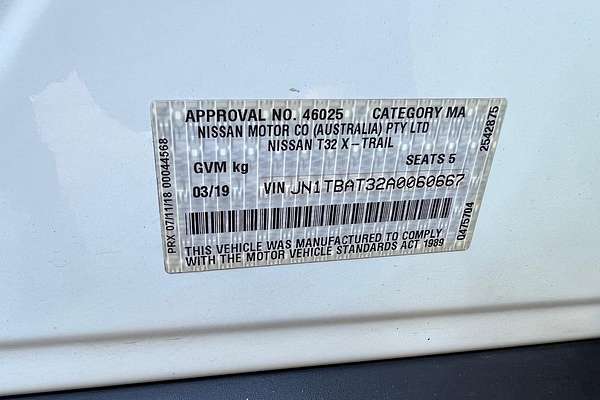 APPROVAL NO. 46025 CATEGORY MA
NISSAN MOTOR CO (AUSTRALIA) PTY LTD
NISSAN T32 X-TRAIL
GVM kg SEATS 5
03/19 VIN JN1TBAT32A0060667
THIS VEHICLE WAS MANUFACTURED TO COMPLY
WITH THE MOTOR VEHICLE STANDARDS ACT 1989
PRX 07/11/18 00044568
0475704 2542875